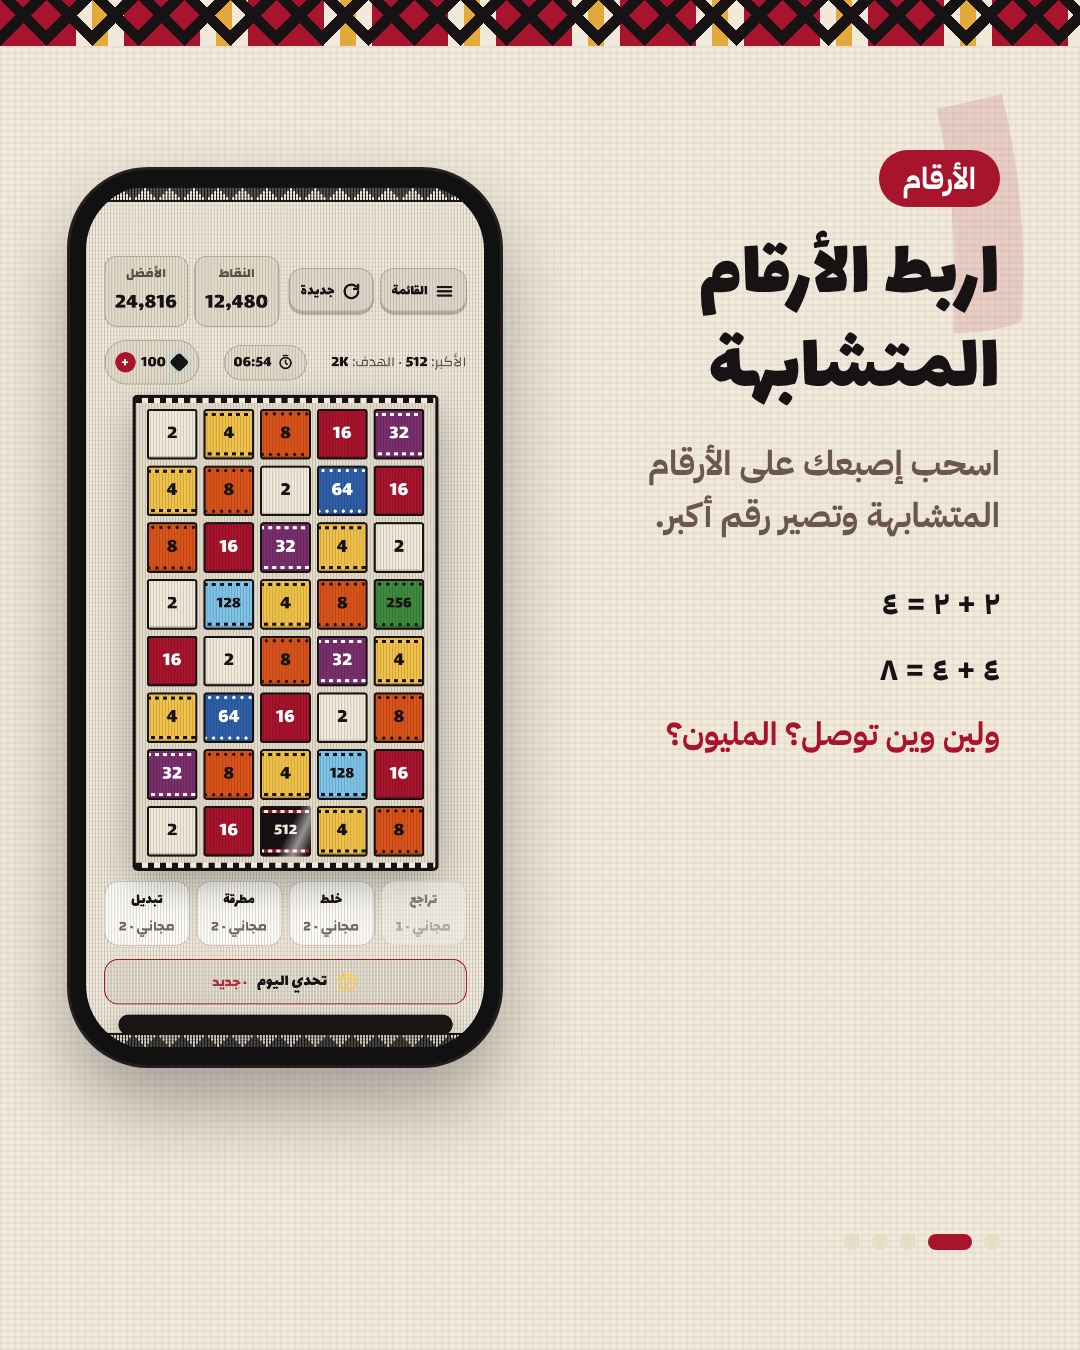 ١
الأرقام
اربط الأرقام
المتشابهة
اسحب إصبعك على الأرقام
المتشابهة وتصير رقم أكبر.
٢ + ٢ = ٤
٤ + ٤ = ٨
ولين وين توصل؟ المليون؟
القائمة
جديدة
النقاط
12,480
الأفضل
24,816
الأكبر: 512 · الهدف: 2K
06:54
100 +
2 4 8 16 32
4 8 2 64 16
8 16 32 4 2
2 128 4 8 256
16 2 8 32 4
4 64 16 2 8
32 8 4 128 16
2 16 512 4 8
تراجع
مجاني · 1
خلط
مجاني · 2
مطرقة
مجاني · 2
تبديل
مجاني · 2
تحدي اليوم · جديد